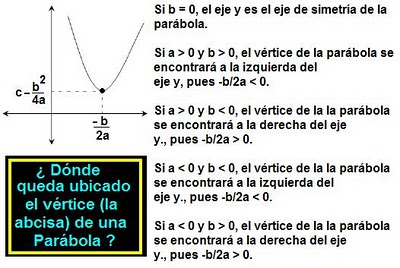 Si b = 0, el eje y es el eje de simetría de la
parábola.
Si a > 0 y b > 0, el vértice de la la parábola se
encontrará a la izquierda del
eje y, pues -b/2a < 0.
Si a > 0 y b < 0, el vértice de la la parábola
se encontrará a la derecha del eje
y., pues -b/2a > 0.
Si a < 0 y b < 0, el vértice de la la parábola
se encontrará a la izquierda del
eje y., pues -b/2a < 0.
Si a < 0 y b > 0, el vértice de la la parábola
se encontrará a la derecha del eje
y., pues -b/2a > 0.
c - b²/4a
-b/2a
¿ Dónde
queda ubicado
el vértice (la
abcisa) de una
Parábola ?